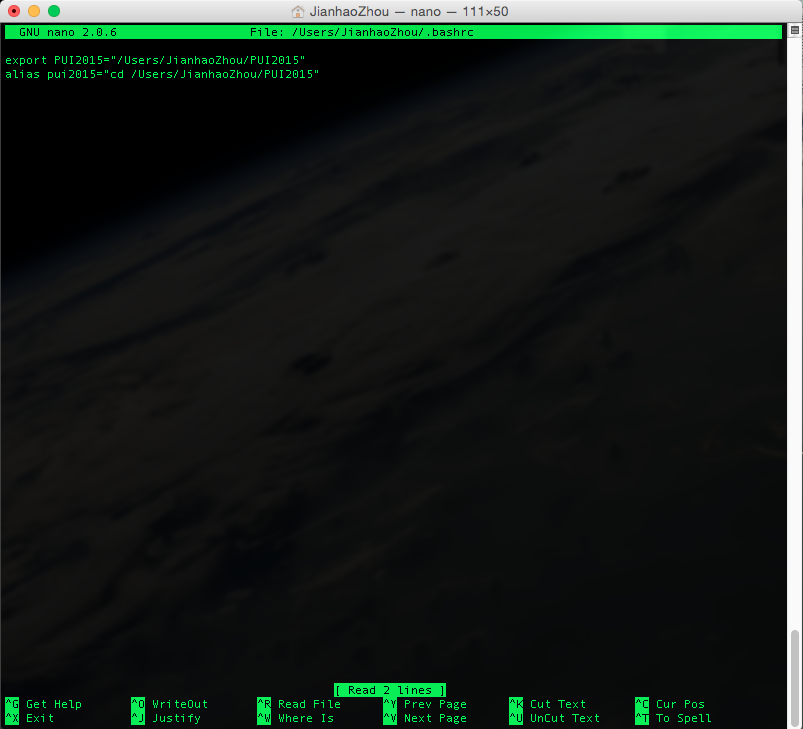 JianhaoZhou — nano — 111×50
GNU nano 2.0.6 File: /Users/JianhaoZhou/.bashrc
export PUI2015="/Users/JianhaoZhou/PUI2015"
alias pui2015="cd /Users/JianhaoZhou/PUI2015"
[ Read 2 lines ]
^G Get Help ^O WriteOut ^R Read File ^Y Prev Page ^K Cut Text ^C Cur Pos
^X Exit ^J Justify ^W Where Is ^V Next Page ^U UnCut Text ^T To Spell